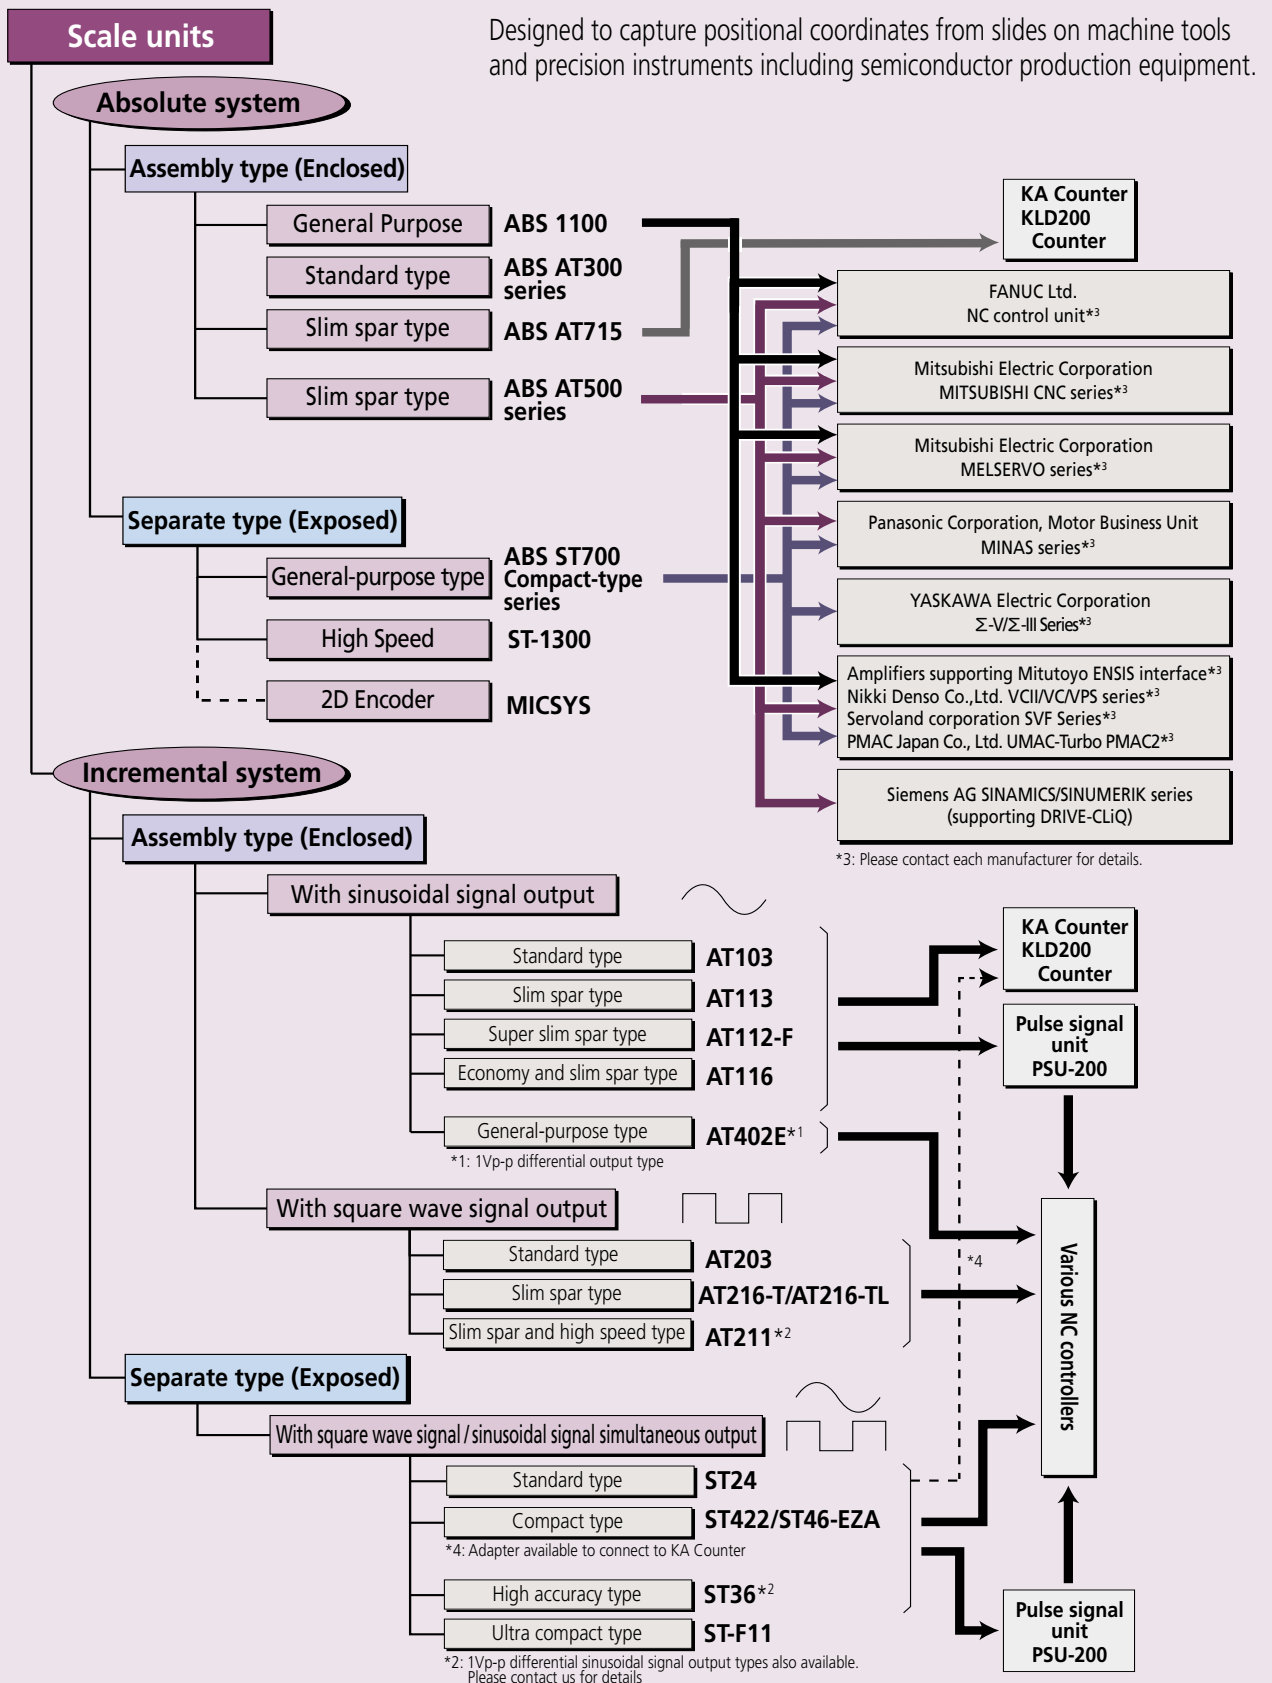 Scale units
Designed to capture positional coordinates from slides on machine tools
and precision instruments including semiconductor production equipment.
Absolute system
Assembly type (Enclosed)
General Purpose
ABS 1100
Standard type
ABS AT300
series
Slim spar type
ABS AT715
Slim spar type
ABS AT500
series
KA Counter
KLD200
Counter
FANUC Ltd.
NC control unit*3
Mitsubishi Electric Corporation
MITSUBISHI CNC series*3
Mitsubishi Electric Corporation
MELSERVO series*3
Panasonic Corporation, Motor Business Unit
MINAS series*3
YASKAWA Electric Corporation
Σ-V/Σ-III Series*3
Amplifiers supporting Mitutoyo ENSIS interface*3
Nikki Denso Co.,Ltd. VCII/VC/VPS series*3
Servoland corporation SVF Series*3
PMAC Japan Co., Ltd. UMAC-Turbo PMAC2*3
Siemens AG SINAMICS/SINUMERIK series
(supporting DRIVE-CLiQ)
*3: Please contact each manufacturer for details.
Separate type (Exposed)
General-purpose type
ABS ST700
Compact-type
series
High Speed
ST-1300
2D Encoder
MICSYS
Incremental system
Assembly type (Enclosed)
With sinusoidal signal output
Standard type
AT103
Slim spar type
AT113
Super slim spar type
AT112-F
Economy and slim spar type
AT116
General-purpose type
AT402E*1
*1: 1Vp-p differential output type
KA Counter
KLD200
Counter
Pulse signal
unit
PSU-200
With square wave signal output
Standard type
AT203
Slim spar type
AT216-T/AT216-TL
Slim spar and high speed type
AT211*2
*4
Various NC controllers
Separate type (Exposed)
With square wave signal/sinusoidal signal simultaneous output
Standard type
ST24
Compact type
ST422/ST46-EZA
*4: Adapter available to connect to KA Counter
High accuracy type
ST36*2
Ultra compact type
ST-F11
*2: 1Vp-p differential sinusoidal signal output types also available.
Please contact us for details
Pulse signal
unit
PSU-200